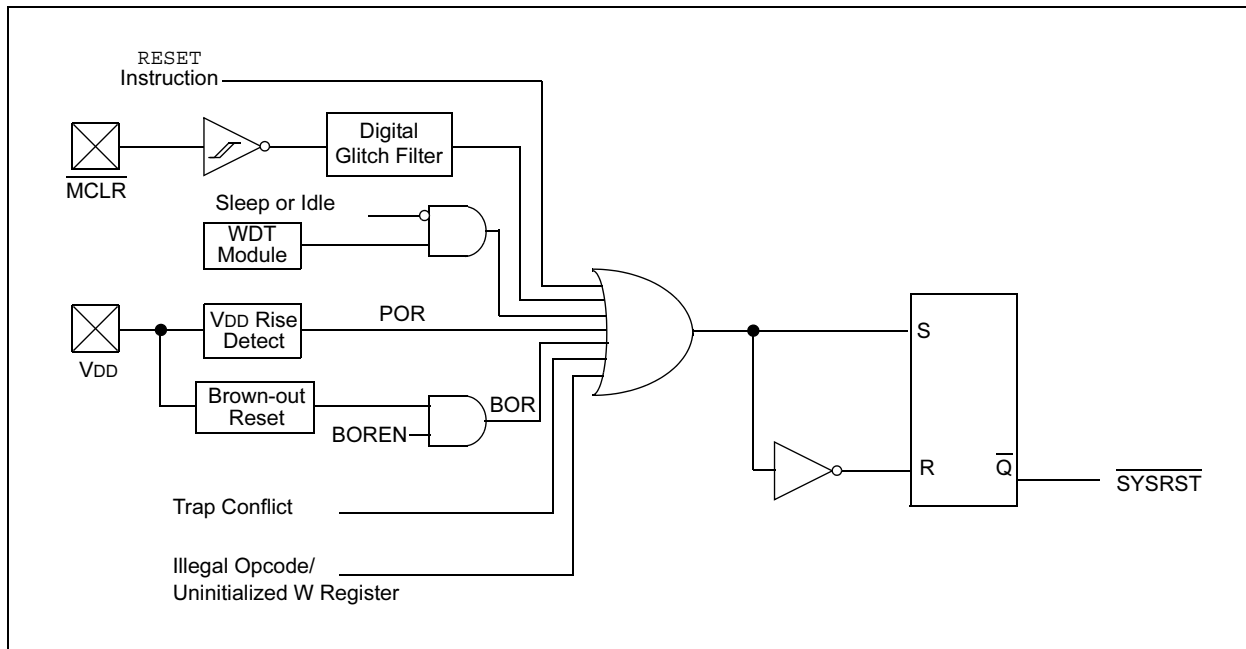 RESET
Instruction
Digital
Glitch Filter
MCLR
Sleep or Idle
WDT
Module
VDD Rise
Detect
POR
VDD
Brown-out
Reset
BOR
BOREN
S
R
Q
SYSRST
Trap Conflict
Illegal Opcode/
Uninitialized W Register